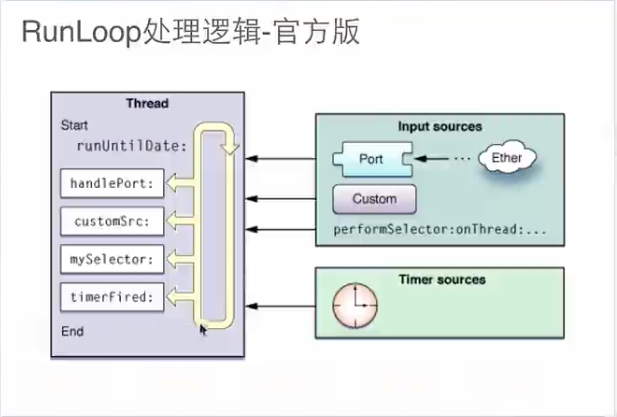 RunLoop处理逻辑-官方版
Thread
Start
runUntilDate:
handlePort:
customSrc:
mySelector:
timerFired:
End
Input sources
Port
...
Ether
Custom
performSelector:onThread:...
Timer sources